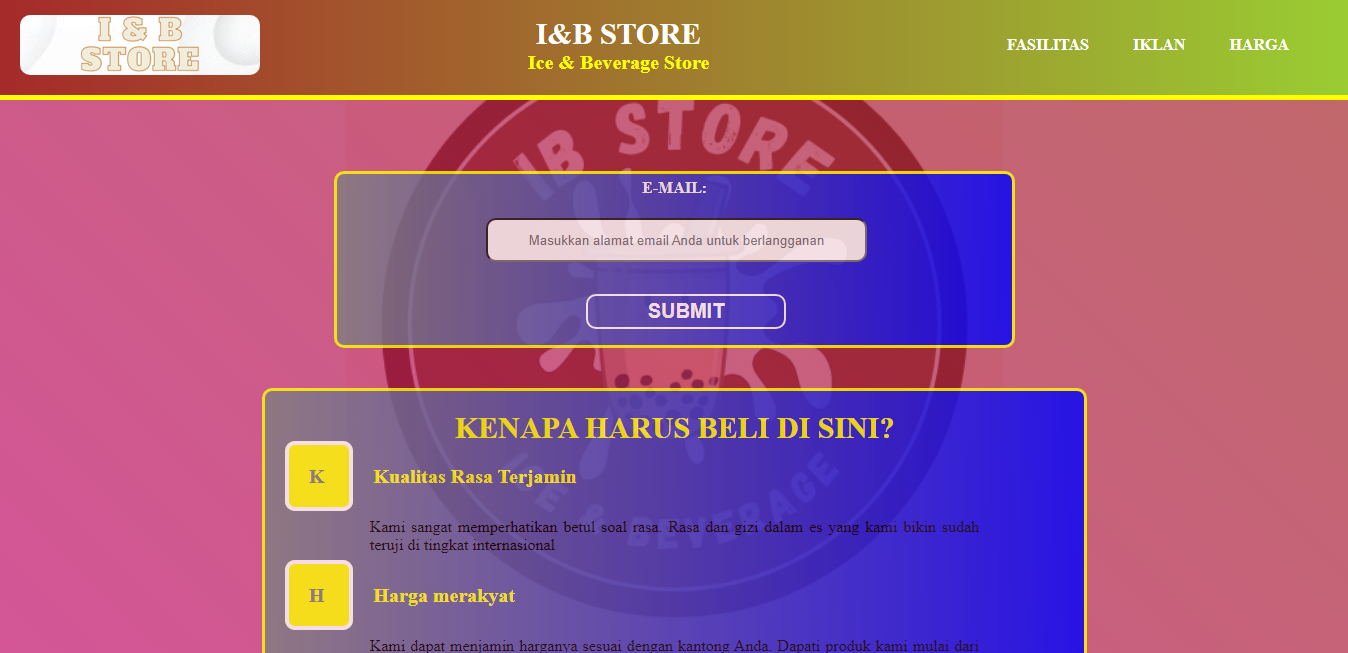 I & B
STORE
I&B STORE
Ice & Beverage Store
FASILITAS
IKLAN
HARGA
IB STORE
E-MAIL:
Masukkan alamat email Anda untuk berlangganan
SUBMIT
KENAPA HARUS BELI DI SINI?
K
Kualitas Rasa Terjamin
Kami sangat memperhatikan betul soal rasa. Rasa dan gizi dalam es yang kami bikin sudah
teruji di tingkat internasional
ICE & BEVERAGE
H
Harga merakyat
Kami dapat menjamin harganya sesuai dengan kantong Anda. Dapati produk kami mulai dari